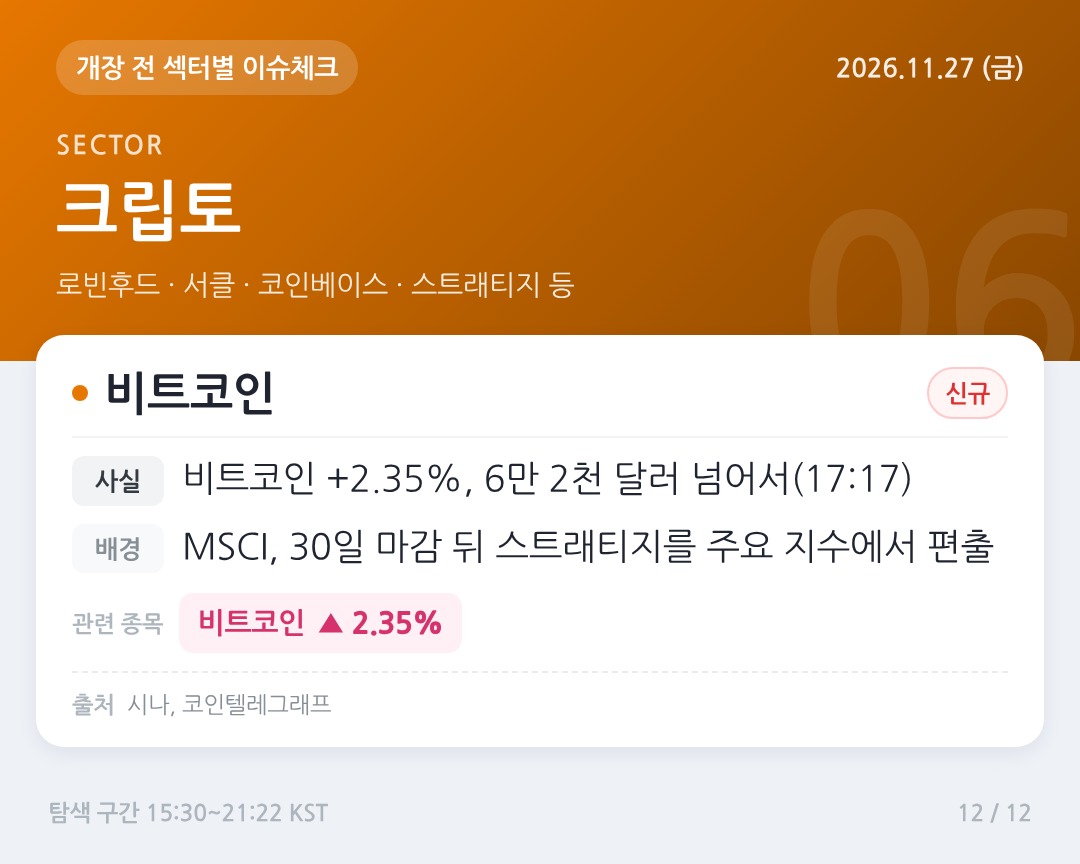 개장 전 섹터별 이슈체크
2026.11.27 (금)
SECTOR
크립토
로빈후드 · 서클 · 코인베이스 · 스트래티지 등
06
비트코인
신규
사실 비트코인 +2.35%, 6만 2천 달러 넘어서(17:17)
배경 MSCI, 30일 마감 뒤 스트래티지를 주요 지수에서 편출
관련 종목 비트코인 ▲ 2.35%
출처 시나, 코인텔레그래프
탐색 구간 15:30~21:22 KST
12 / 12